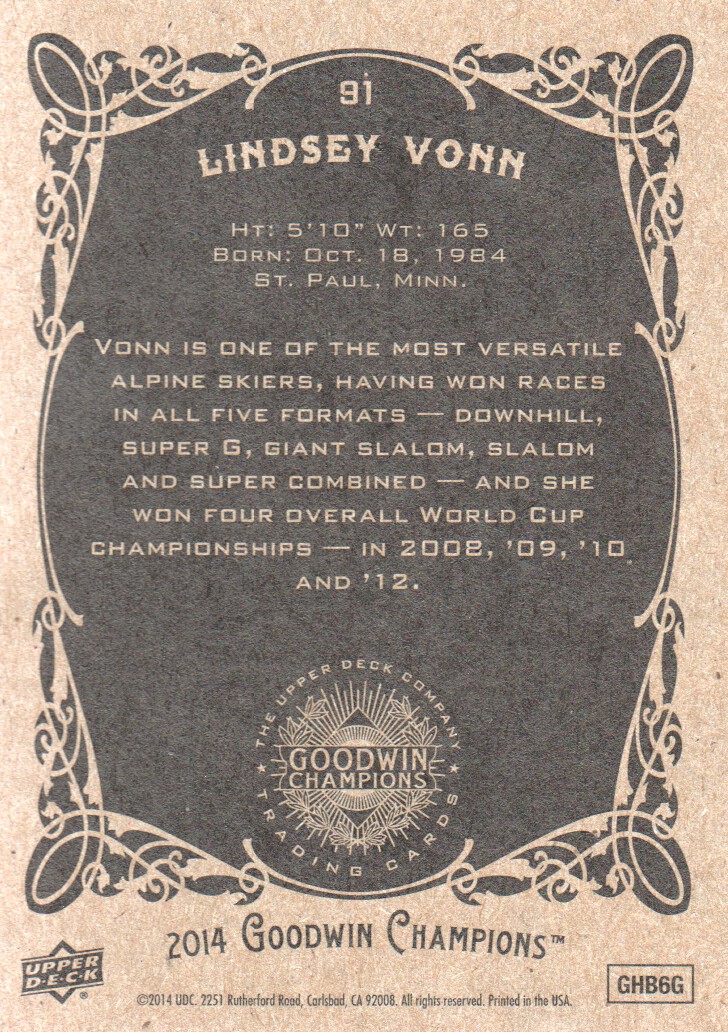 91
LINDSEY VONN
HT: 5'10" WT: 165
BORN: OCT. 18, 1984
ST. PAUL, MINN.
VONN IS ONE OF THE MOST VERSATILE
ALPINE SKIERS, HAVING WON RACES
IN ALL FIVE FORMATS — DOWNHILL,
SUPER G, GIANT SLALOM, SLALOM
AND SUPER COMBINED — AND SHE
WON FOUR OVERALL WORLD CUP
CHAMPIONSHIPS — IN 2008, '09, '10
AND '12.
THE UPPER DECK COMPANY
GOODWIN
CHAMPIONS
★ TRADING CARDS ★
2014 GOODWIN CHAMPIONS™
UPPER
D·E·C·K®
©2014 UDC. 2251 Rutherford Road, Carlsbad, CA 92008. All rights reserved. Printed in the USA.
GHB6G